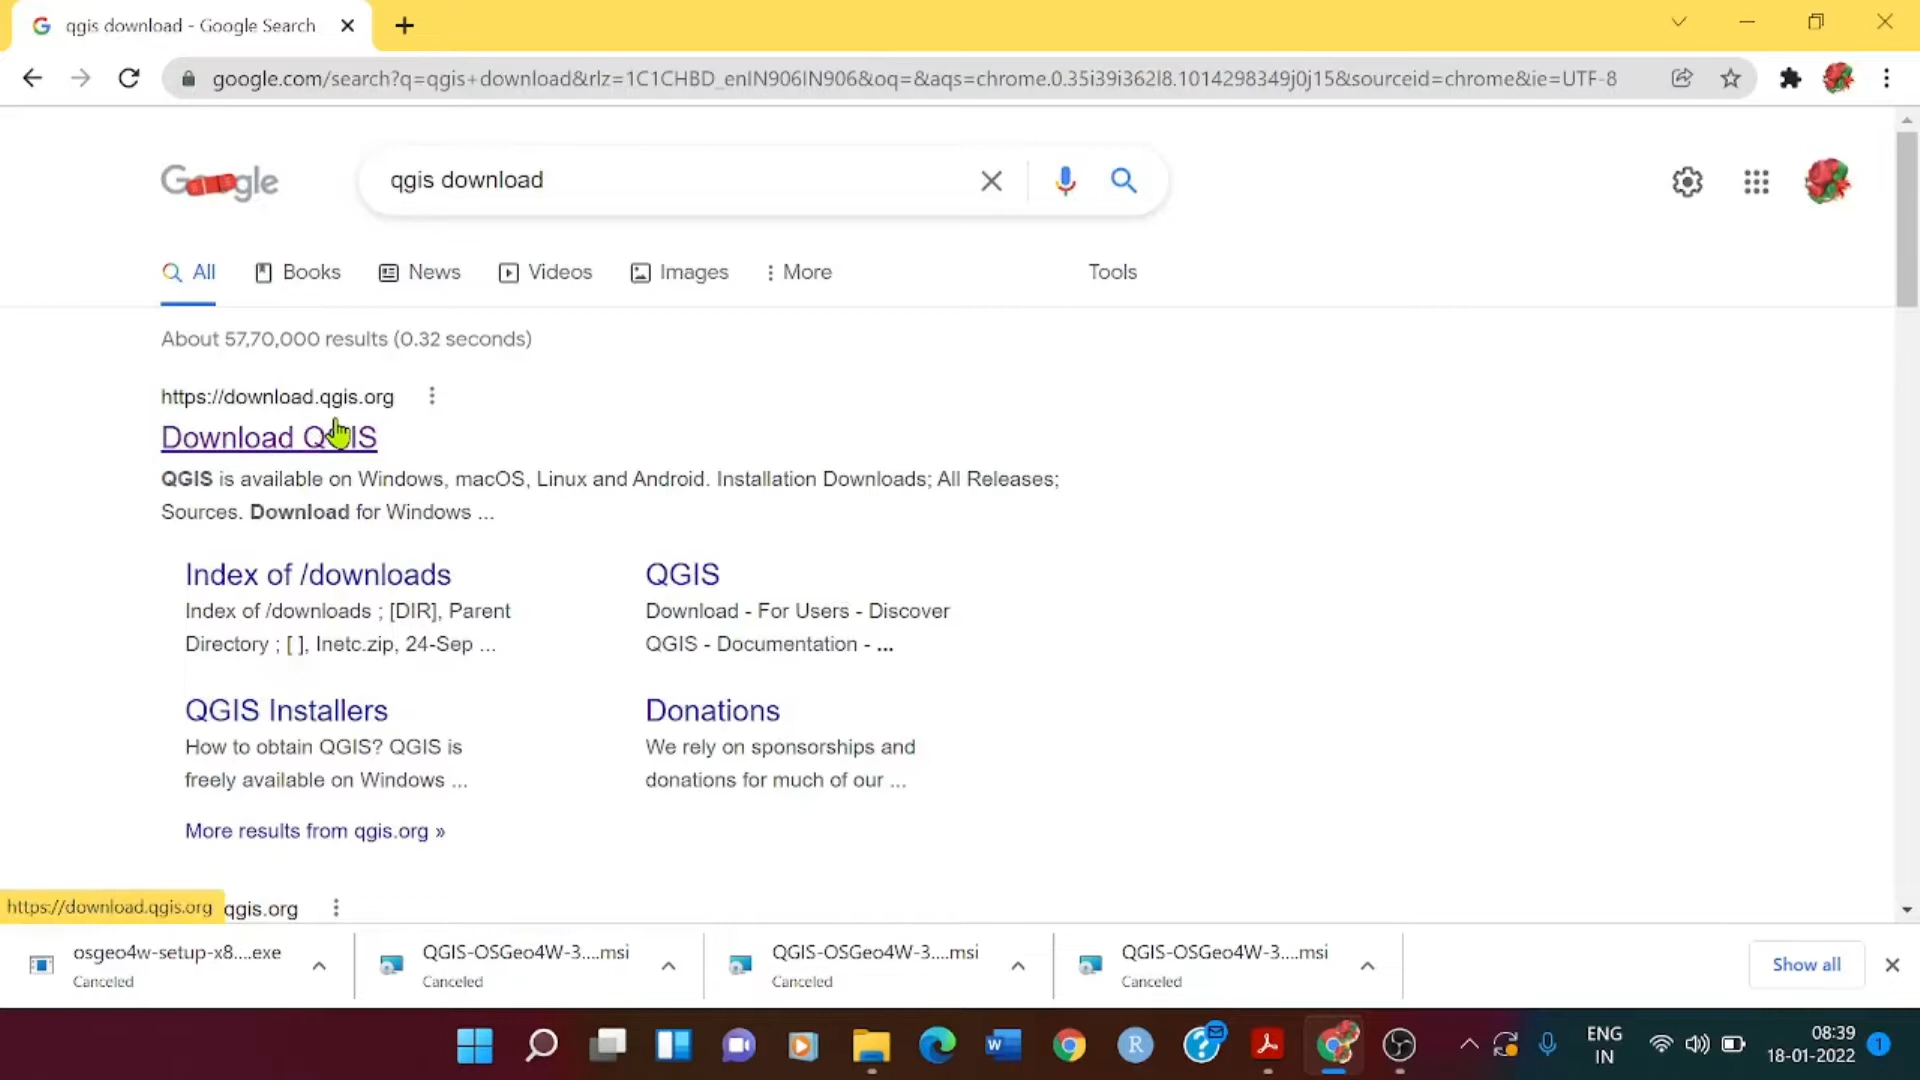 qgis download - Google Search
google.com/search?q=qgis+download&rlz=1C1CHBD_enIN906IN906&oq=&aqs=chrome.0.35i39i362l8.1014298349j0j15&sourceid=chrome&ie=UTF-8
Google
qgis download
All
Books
News
Videos
Images
More
Tools
About 57,70,000 results (0.32 seconds)
https://download.qgis.org
Download QGIS
QGIS is available on Windows, macOS, Linux and Android. Installation Downloads; All Releases;
Sources. Download for Windows ...
Index of /downloads
Index of /downloads ; [DIR], Parent
Directory ; [ ], Inetc.zip, 24-Sep ...
QGIS
Download - For Users - Discover
QGIS - Documentation - ...
QGIS Installers
How to obtain QGIS? QGIS is
freely available on Windows ...
Donations
We rely on sponsorships and
donations for much of our ...
More results from qgis.org »
https://download.qgis.org
qgis.org
osgeo4w-setup-x8....exe
Canceled
QGIS-OSGeo4W-3....msi
Canceled
QGIS-OSGeo4W-3....msi
Canceled
QGIS-OSGeo4W-3....msi
Canceled
Show all
W
R
?
ENG
IN
08:39
18-01-2022
1